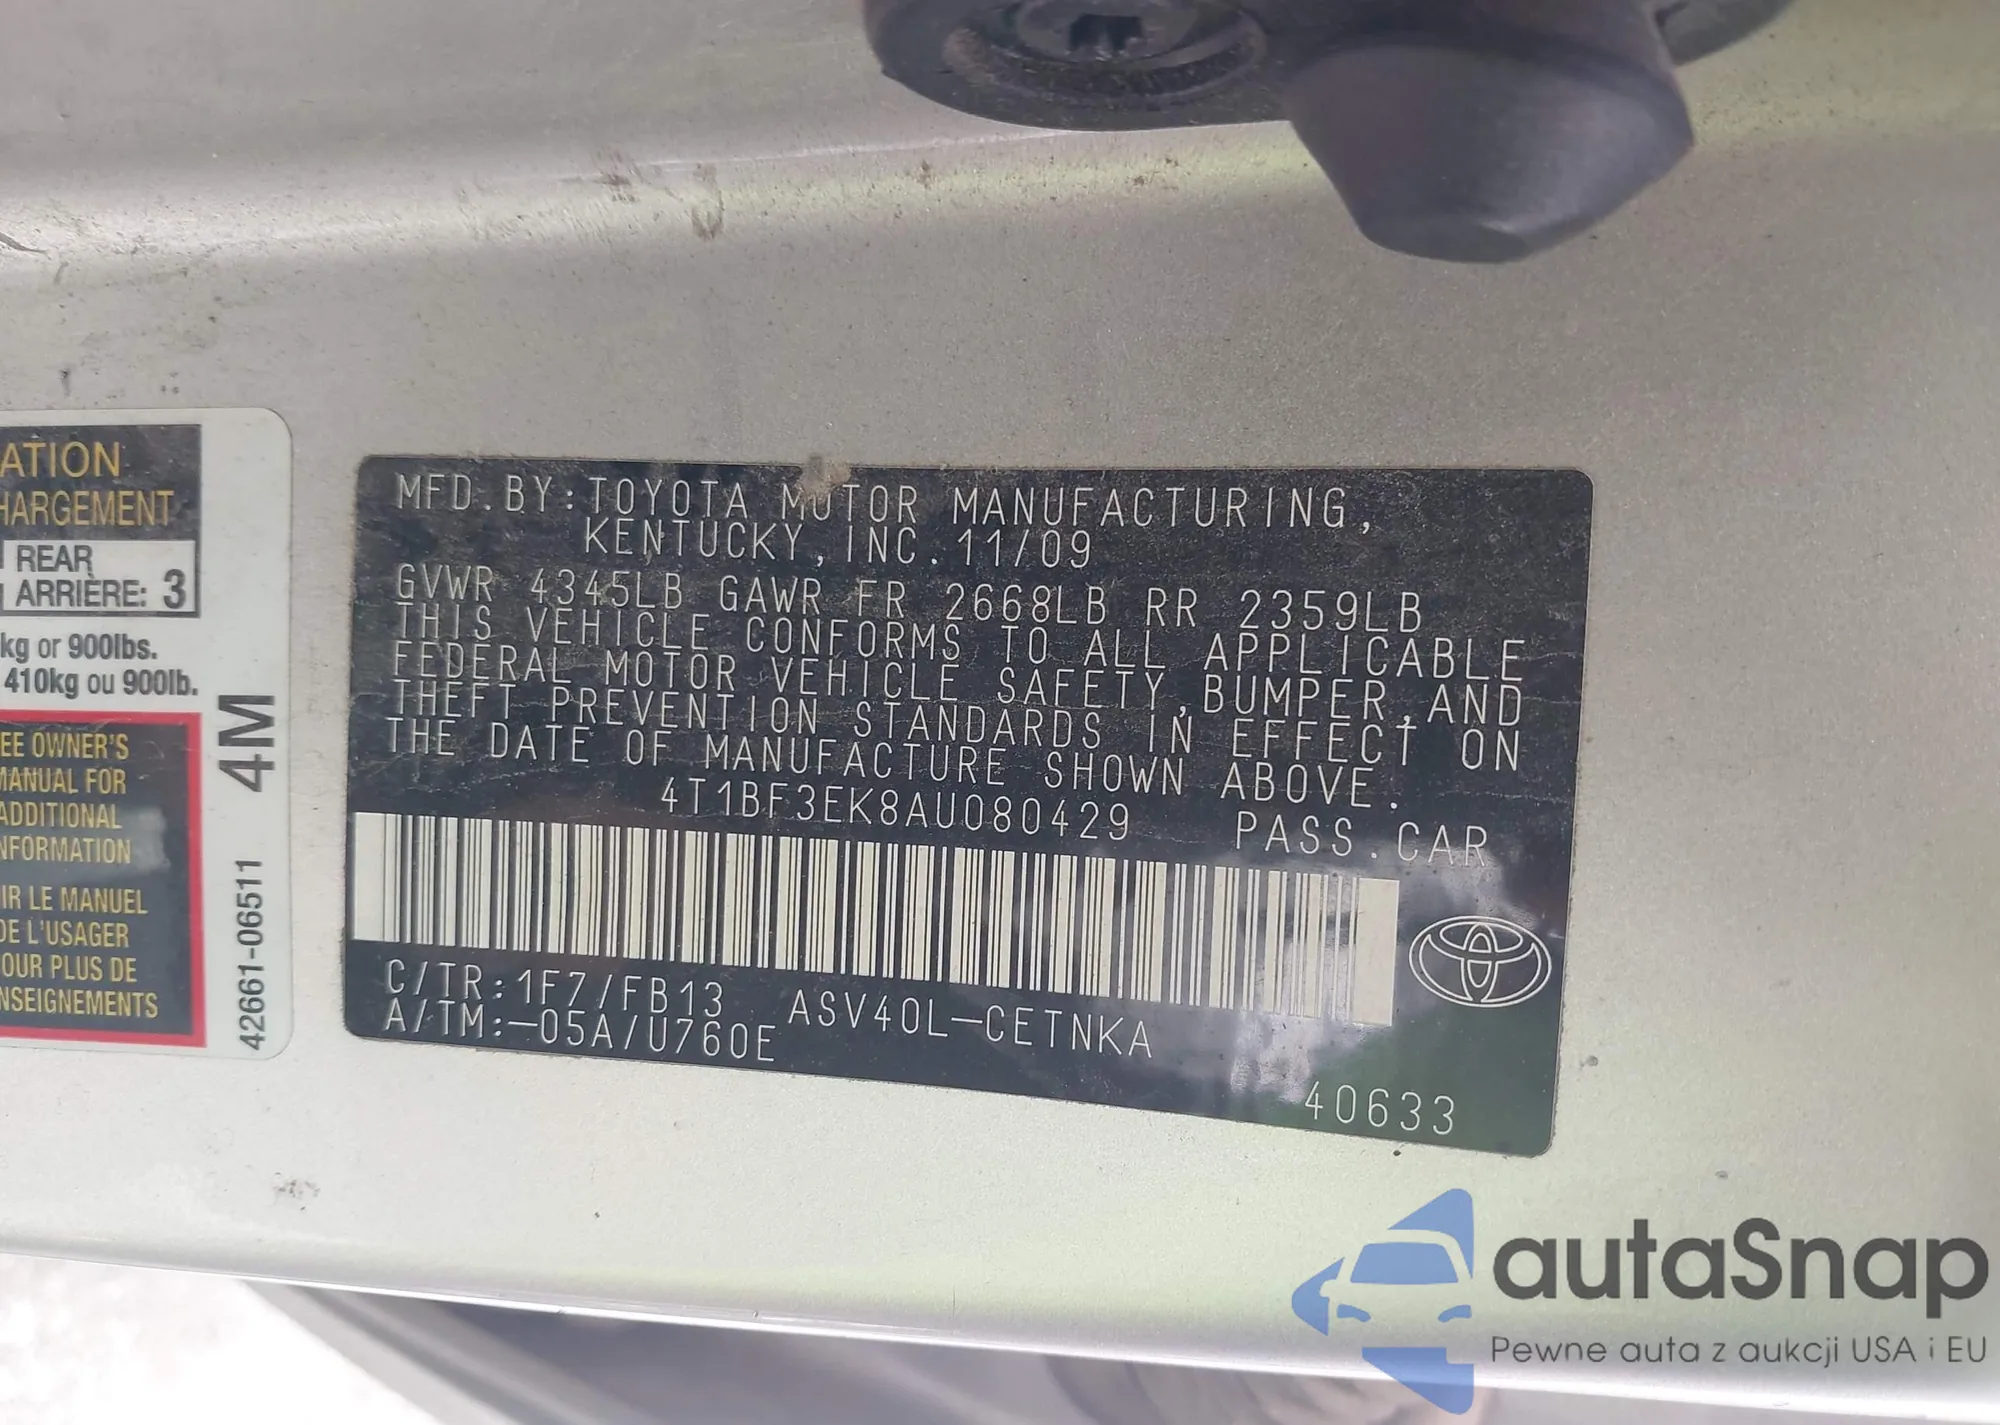 ATION
HARGEMENT
REAR
ARRIÈRE: 3
kg or 900lbs.
410kg ou 900lb.
EE OWNER'S
MANUAL FOR
ADDITIONAL
NFORMATION
IR LE MANUEL
DE L'USAGER
OUR PLUS DE
NSEIGNEMENTS
42661-06511 4M
MFD. BY: TOYOTA MOTOR MANUFACTURING,
KENTUCKY, INC. 11/09
GVWR 4345LB GAWR FR 2668LB RR 2359LB
THIS VEHICLE CONFORMS TO ALL APPLICABLE
FEDERAL MOTOR VEHICLE SAFETY, BUMPER, AND
THEFT PREVENTION STANDARDS IN EFFECT ON
THE DATE OF MANUFACTURE SHOWN ABOVE.
4T1BF3EK8AU080429 PASS. CAR
C/TR: 1F7/FB13 ASV40L-CETNKA
A/TM:-05A/U760E
40633
autaSnap
Pewne auta z aukcji USA i EU